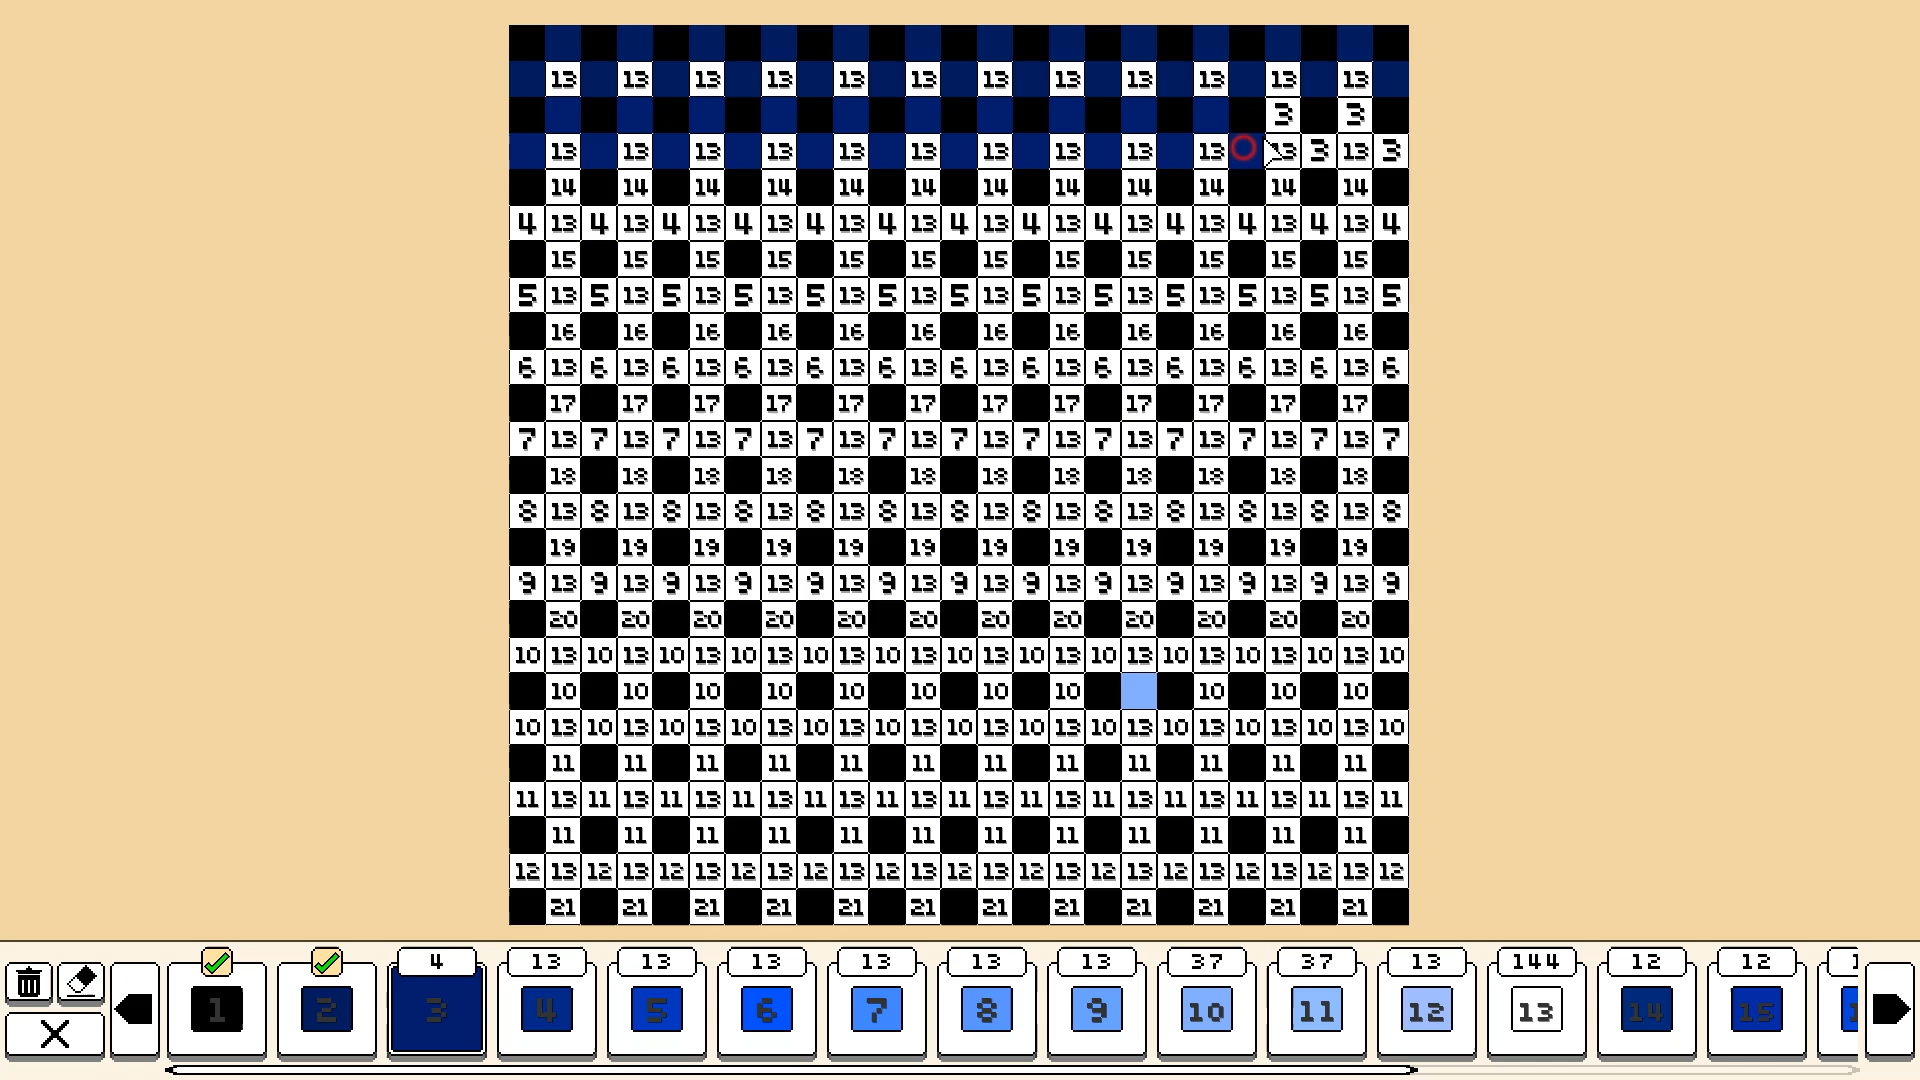 13 13 13 13 13 13 13 13 13 13 13 13
3 3
13 13 13 13 13 13 13 13 13 13 13 3 13 3
14 14 14 14 14 14 14 14 14 14 14 14
4 13 4 13 4 13 4 13 4 13 4 13 4 13 4 13 4 13 4 13 4 13 4 13 4
15 15 15 15 15 15 15 15 15 15 15 15
5 13 5 13 5 13 5 13 5 13 5 13 5 13 5 13 5 13 5 13 5 13 5 13 5
16 16 16 16 16 16 16 16 16 16 16 16
6 13 6 13 6 13 6 13 6 13 6 13 6 13 6 13 6 13 6 13 6 13 6 13 6
17 17 17 17 17 17 17 17 17 17 17 17
7 13 7 13 7 13 7 13 7 13 7 13 7 13 7 13 7 13 7 13 7 13 7 13 7
18 18 18 18 18 18 18 18 18 18 18 18
8 13 8 13 8 13 8 13 8 13 8 13 8 13 8 13 8 13 8 13 8 13 8 13 8
19 19 19 19 19 19 19 19 19 19 19 19
9 13 9 13 9 13 9 13 9 13 9 13 9 13 9 13 9 13 9 13 9 13 9 13 9
20 20 20 20 20 20 20 20 20 20 20 20
10 13 10 13 10 13 10 13 10 13 10 13 10 13 10 13 10 13 10 13 10 13 10 13 10
10 10 10 10 10 10 10 10 10 10 10
10 13 10 13 10 13 10 13 10 13 10 13 10 13 10 13 10 13 10 13 10 13 10 13 10
11 11 11 11 11 11 11 11 11 11 11 11
11 13 11 13 11 13 11 13 11 13 11 13 11 13 11 13 11 13 11 13 11 13 11 13 11
11 11 11 11 11 11 11 11 11 11 11 11
12 13 12 13 12 13 12 13 12 13 12 13 12 13 12 13 12 13 12 13 12 13 12 13 12
21 21 21 21 21 21 21 21 21 21 21 21
4 13 13 13 13 13 13 37 37 13 144 12 12
1 2 3 4 5 6 7 8 9 10 11 12 13 14 15